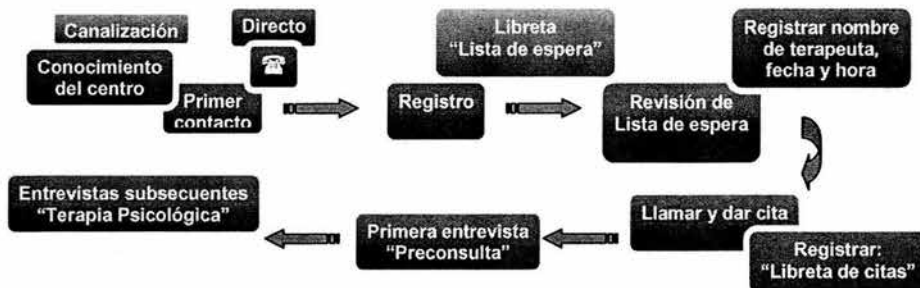 Canalización
Directo
Conocimiento
del centro
Primer
contacto
Libreta
“Lista de espera”
Registro
Registrar nombre
de terapeuta,
fecha y hora
Revisión de
Lista de espera
Llamar y dar cita
Registrar:
“Libreta de citas”
Primera entrevista
“Preconsulta”
Entrevistas subsecuentes
“Terapia Psicológica”